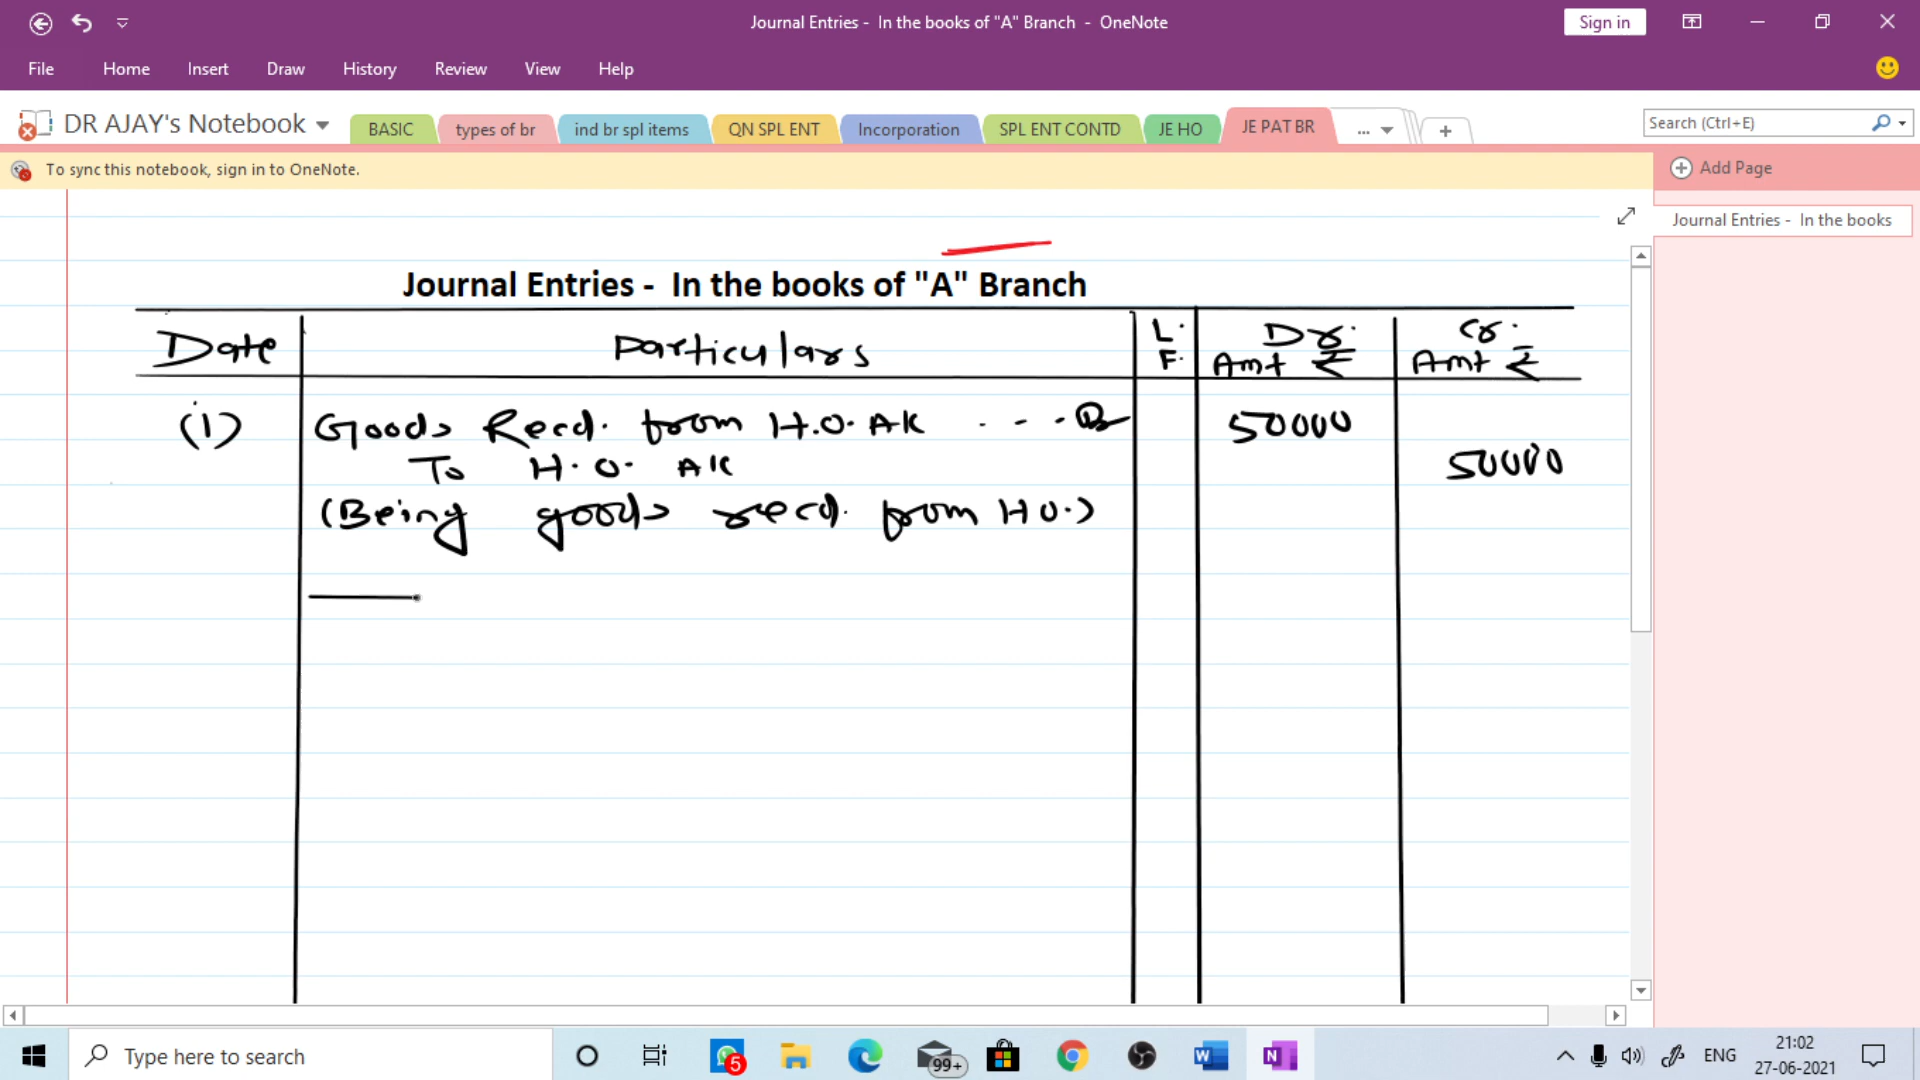 Journal Entries - In the books of "A" Branch - OneNote
Sign in
File Home Insert Draw History Review View Help
DR AJAY's Notebook
BASIC types of br ind br spl items QN SPL ENT Incorporation SPL ENT CONTD JE HO JE PAT BR ...
Search (Ctrl+E)
To sync this notebook, sign in to OneNote.
Add Page
Journal Entries - In the books
Journal Entries - In the books of "A" Branch
Date Particulars L. F. Dr. Amt ₹ Cr. Amt ₹
(1) Goods Recd. from H.O. A/c - - - Dr 50000
To H.O. A/c 50000
(Being goods recd. from H O.)
Type here to search
5
99+
ENG
21:02
27-06-2021